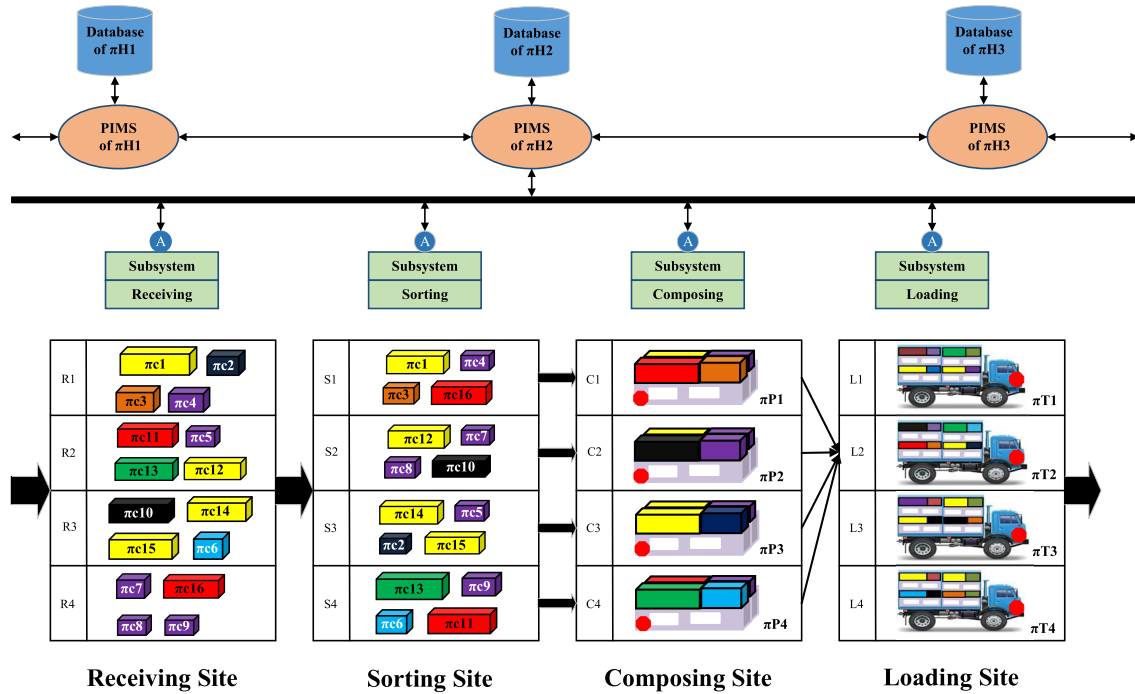 Database
of πH1
Database
of πH2
Database
of πH3
PIMS
of πH1
PIMS
of πH2
PIMS
of πH3
A
A
A
A
Subsystem
Receiving
Subsystem
Sorting
Subsystem
Composing
Subsystem
Loading
R1
πc1
πc2
πc3
πc4
R2
πc11
πc5
πc13
πc12
R3
πc10
πc14
πc15
πc6
R4
πc7
πc16
πc8
πc9
S1
πc1
πc4
πc3
πc16
S2
πc12
πc7
πc8
πc10
S3
πc14
πc5
πc2
πc15
S4
πc13
πc9
πc6
πc11
C1
πP1
C2
πP2
C3
πP3
C4
πP4
L1
πT1
L2
πT2
L3
πT3
L4
πT4
Receiving Site
Sorting Site
Composing Site
Loading Site